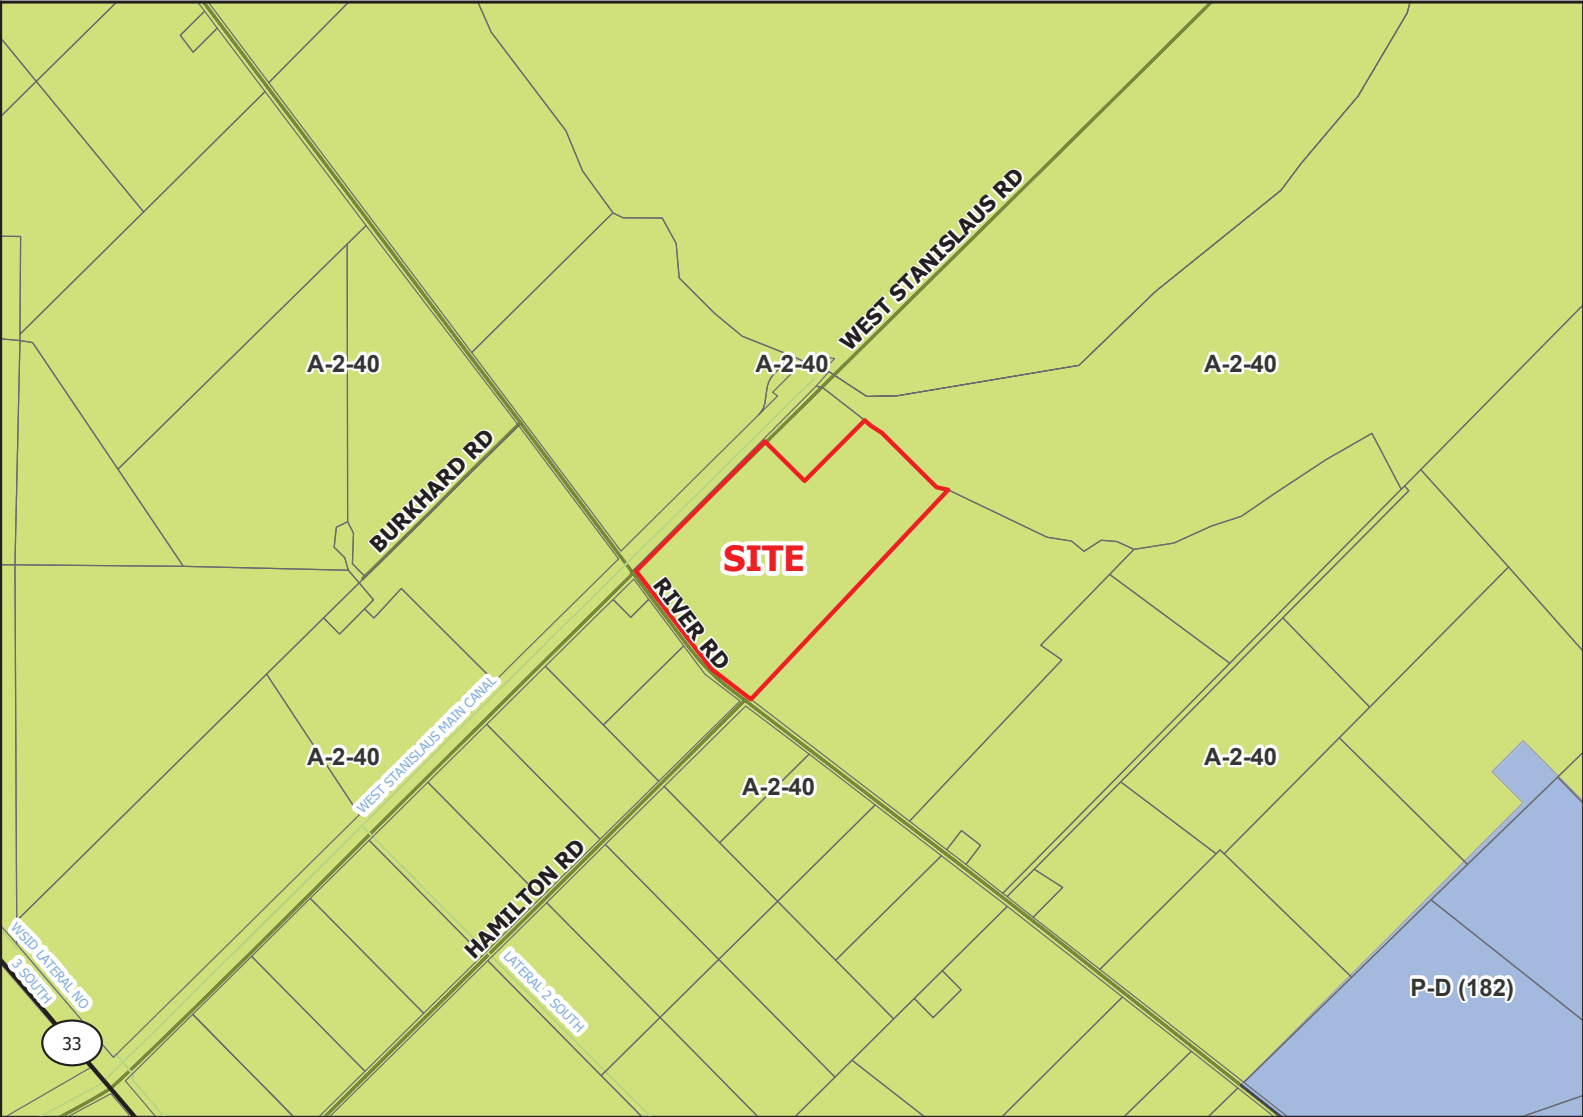 WEST STANISLAUS RD
A-2-40
A-2-40
A-2-40
BURKHARD RD
SITE
RIVER RD
WEST STANISLAUS MAIN CANAL
A-2-40
A-2-40
A-2-40
HAMILTON RD
WSID LATERAL NO
3 SOUTH
LATERAL 2 SOUTH
P-D (182)
33